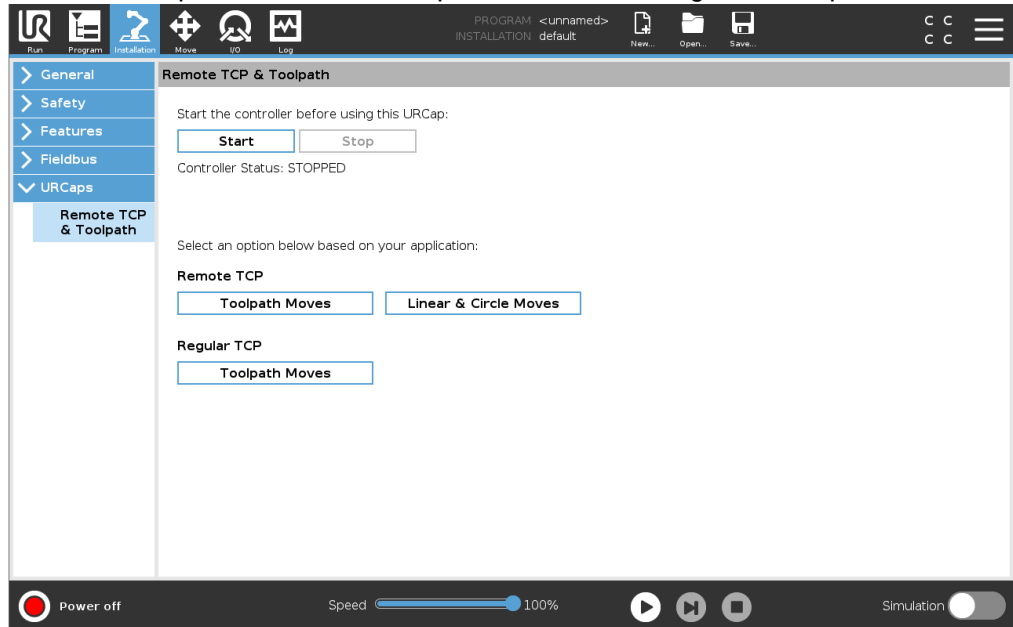 PROGRAM <unnamed>
INSTALLATION default
UR
Run Program Installation Move I/O Log New... Open... Save...
C C
C C
General
Safety
Features
Fieldbus
URCaps
Remote TCP
& Toolpath
Remote TCP & Toolpath
Start the controller before using this URCap:
Start Stop
Controller Status: STOPPED
Select an option below based on your application:
Remote TCP
Toolpath Moves Linear & Circle Moves
Regular TCP
Toolpath Moves
Power off Speed 100% Simulation